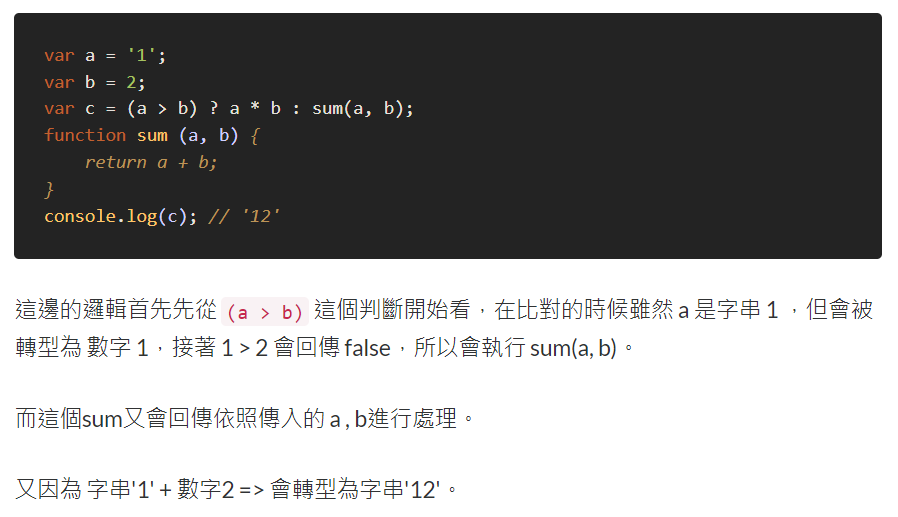 var a = '1';
var b = 2;
var c = (a > b) ? a * b : sum(a, b);
function sum (a, b) {
    return a + b;
}
console.log(c); // '12'
這邊的邏輯首先先從 (a > b) 這個判斷開始看，在比對的時候雖然 a 是字串 1 ，但會被
轉型為 數字 1，接著 1 > 2 會回傳 false，所以會執行 sum(a, b)。
而這個sum又會回傳依照傳入的 a , b進行處理。
又因為 字串'1' + 數字2 => 會轉型為字串'12'。